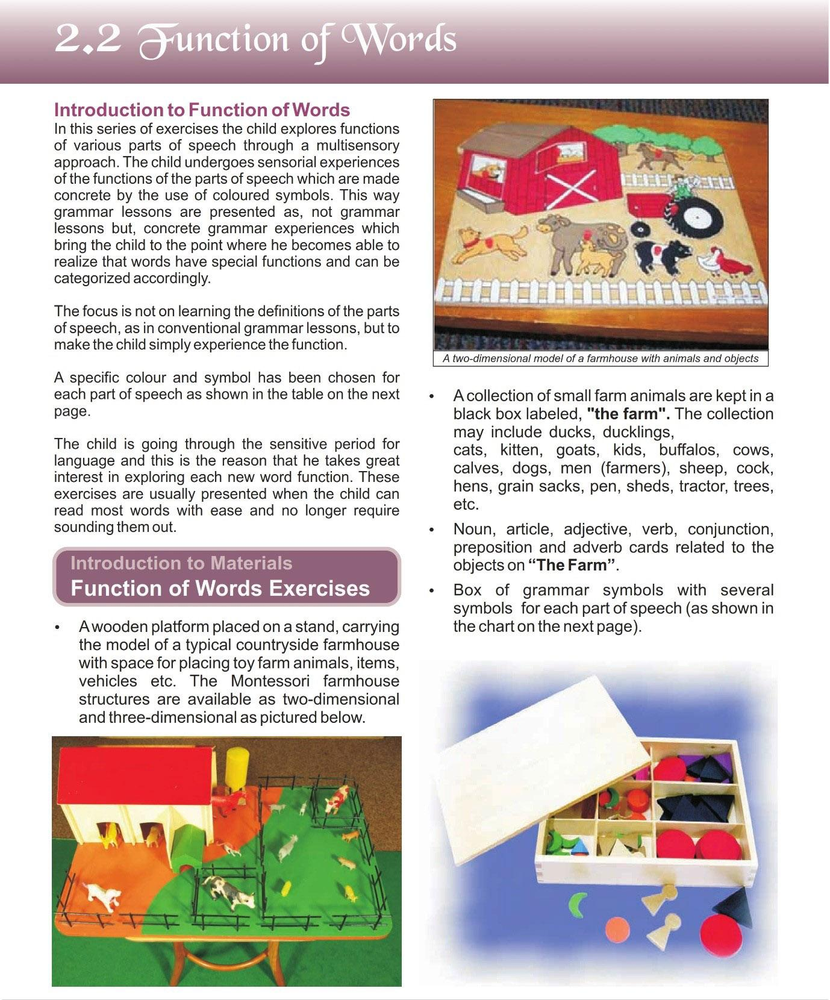 2.2 Function of Words
Introduction to Function of Words
In this series of exercises the child explores functions
of various parts of speech through a multisensory
approach. The child undergoes sensorial experiences
of the functions of the parts of speech which are made
concrete by the use of coloured symbols. This way
grammar lessons are presented as, not grammar
lessons but, concrete grammar experiences which
bring the child to the point where he becomes able to
realize that words have special functions and can be
categorized accordingly.
The focus is not on learning the definitions of the parts
of speech, as in conventional grammar lessons, but to
make the child simply experience the function.
A specific colour and symbol has been chosen for
each part of speech as shown in the table on the next
page.
The child is going through the sensitive period for
language and this is the reason that he takes great
interest in exploring each new word function. These
exercises are usually presented when the child can
read most words with ease and no longer require
sounding them out.
Introduction to Materials
Function of Words Exercises
• A wooden platform placed on a stand, carrying
the model of a typical countryside farmhouse
with space for placing toy farm animals, items,
vehicles etc. The Montessori farmhouse
structures are available as two-dimensional
and three-dimensional as pictured below.
A two-dimensional model of a farmhouse with animals and objects
• A collection of small farm animals are kept in a
black box labeled, "the farm". The collection
may include ducks, ducklings,
cats, kitten, goats, kids, buffalos, cows,
calves, dogs, men (farmers), sheep, cock,
hens, grain sacks, pen, sheds, tractor, trees,
etc.
• Noun, article, adjective, verb, conjunction,
preposition and adverb cards related to the
objects on “The Farm”.
• Box of grammar symbols with several
symbols for each part of speech (as shown in
the chart on the next page).